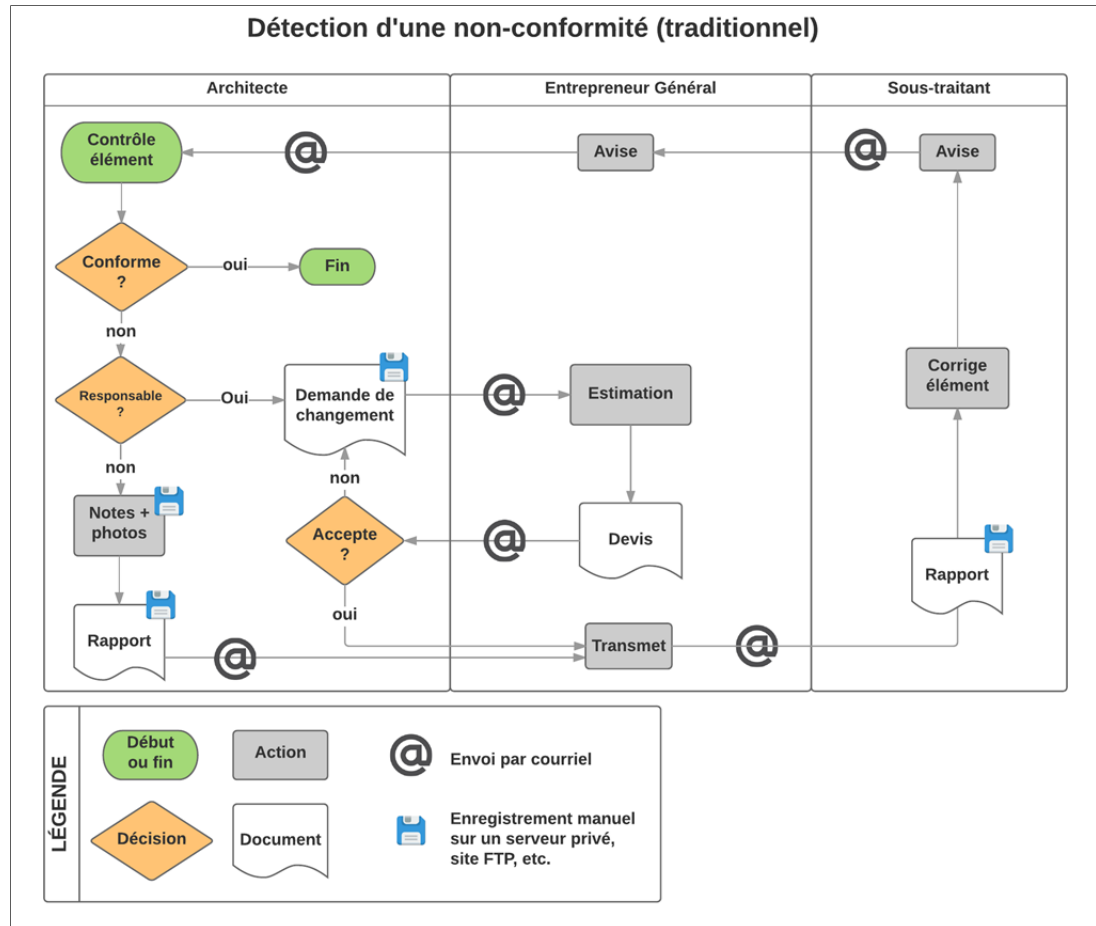 Détection d'une non-conformité (traditionnel)
Architecte
Entrepreneur Général
Sous-traitant
Contrôle
élément
@
Avise
@
Avise
Conforme
?
oui
Fin
non
Responsable
?
Oui
Demande de
changement
@
Estimation
Corrige
élément
non
non
Notes +
photos
Accepte
?
@
Devis
Rapport
oui
Rapport
@
Transmet
@
LÉGENDE
Début
ou fin
Action
@
Envoi par courriel
Décision
Document
Enregistrement manuel
sur un serveur privé,
site FTP, etc.